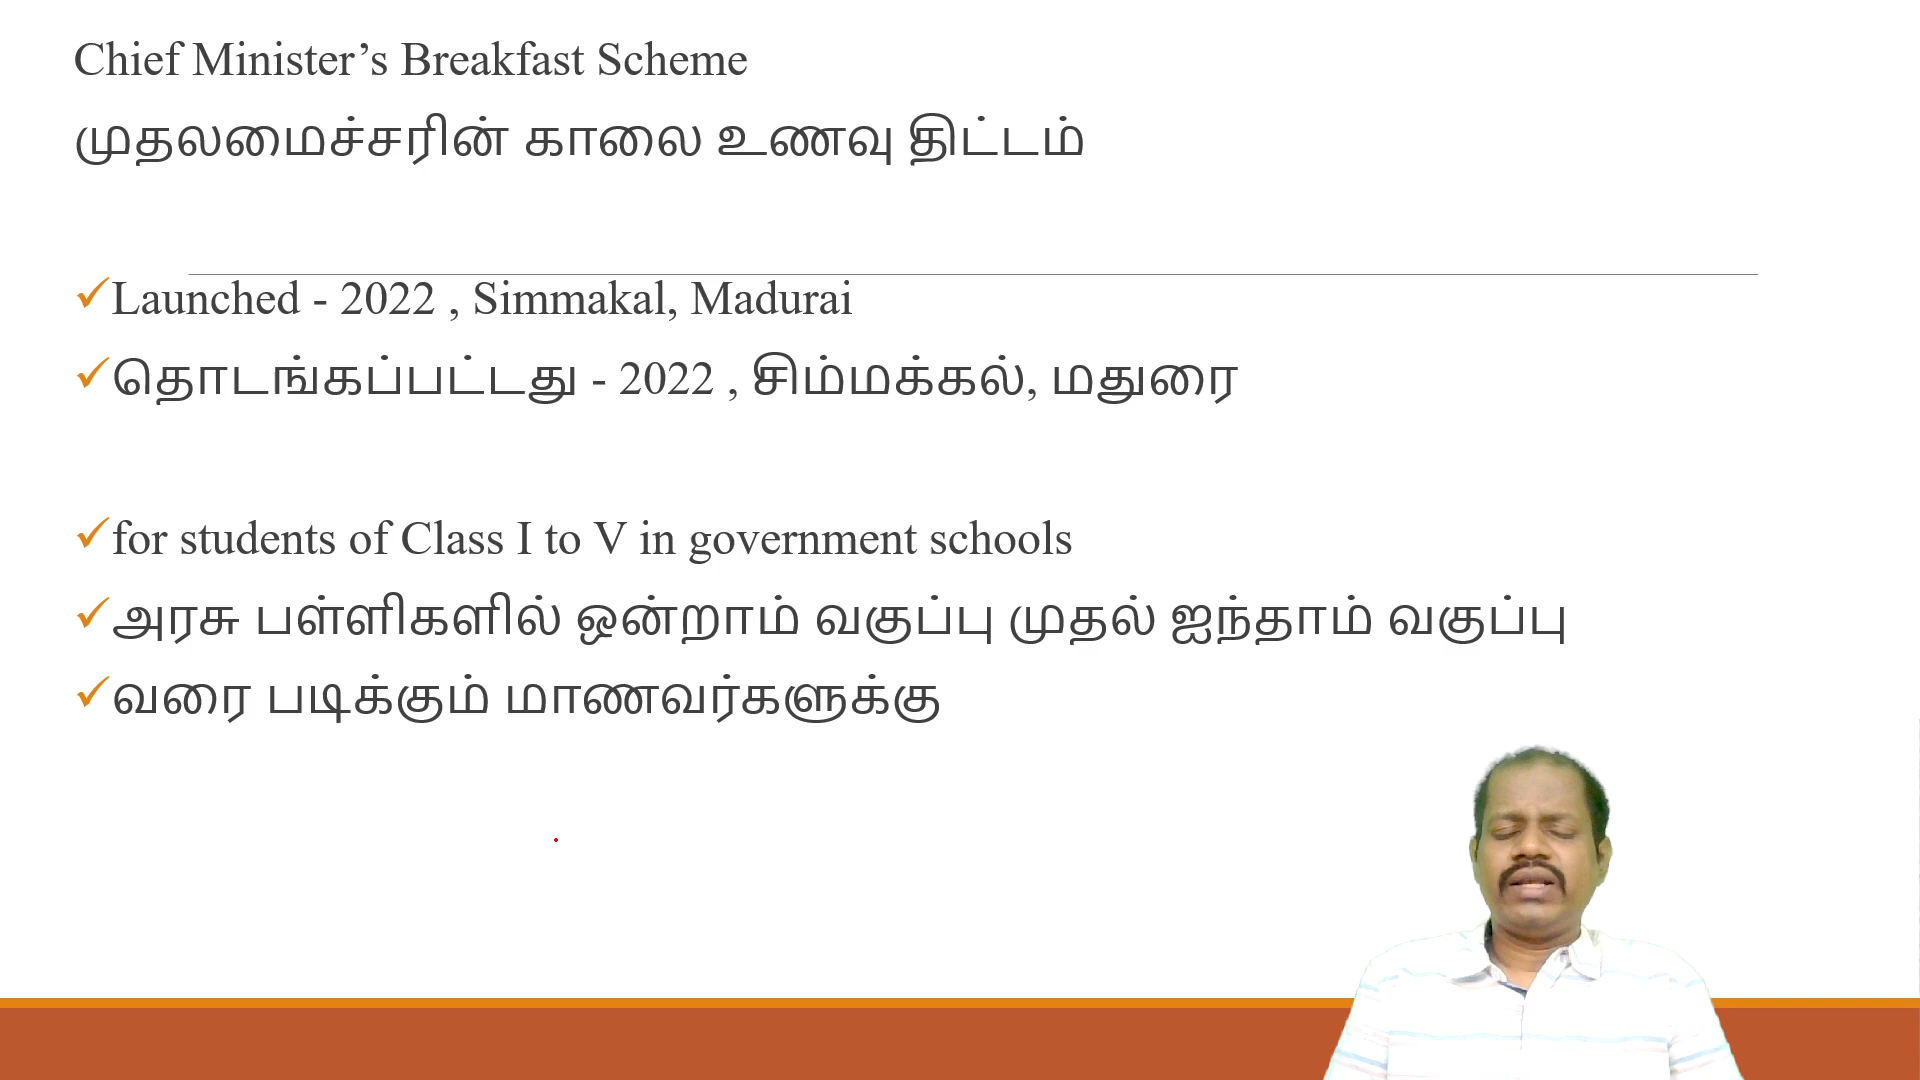 Chief Minister’s Breakfast Scheme
முதலமைச்சரின் காலை உணவு திட்டம்
✓Launched - 2022 , Simmakal, Madurai
✓தொடங்கப்பட்டது - 2022 , சிம்மக்கல், மதுரை
✓for students of Class I to V in government schools
✓அரசு பள்ளிகளில் ஒன்றாம் வகுப்பு முதல் ஐந்தாம் வகுப்பு
✓வரை படிக்கும் மாணவர்களுக்கு